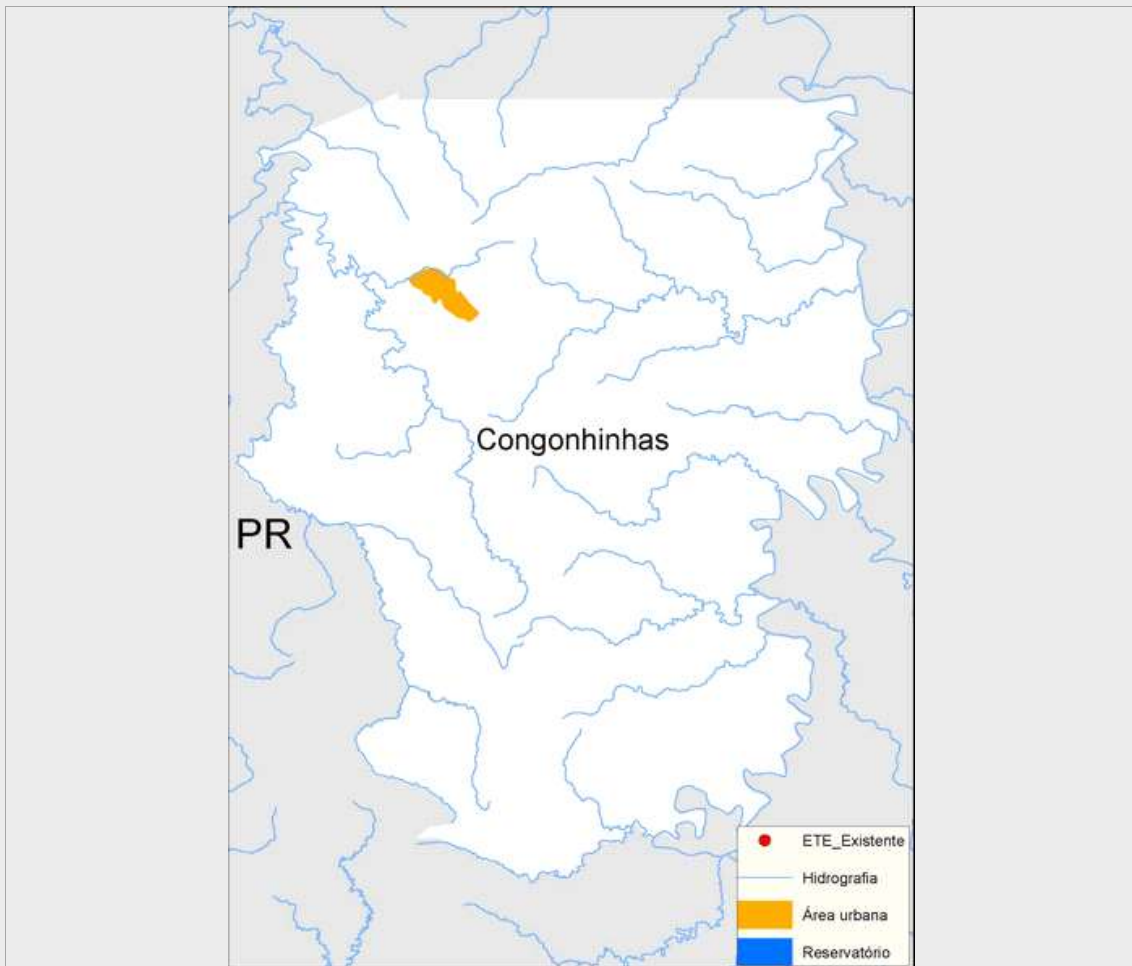 Congonhinhas
PR
ETE_Existente
Hidrografia
Área urbana
Reservatório